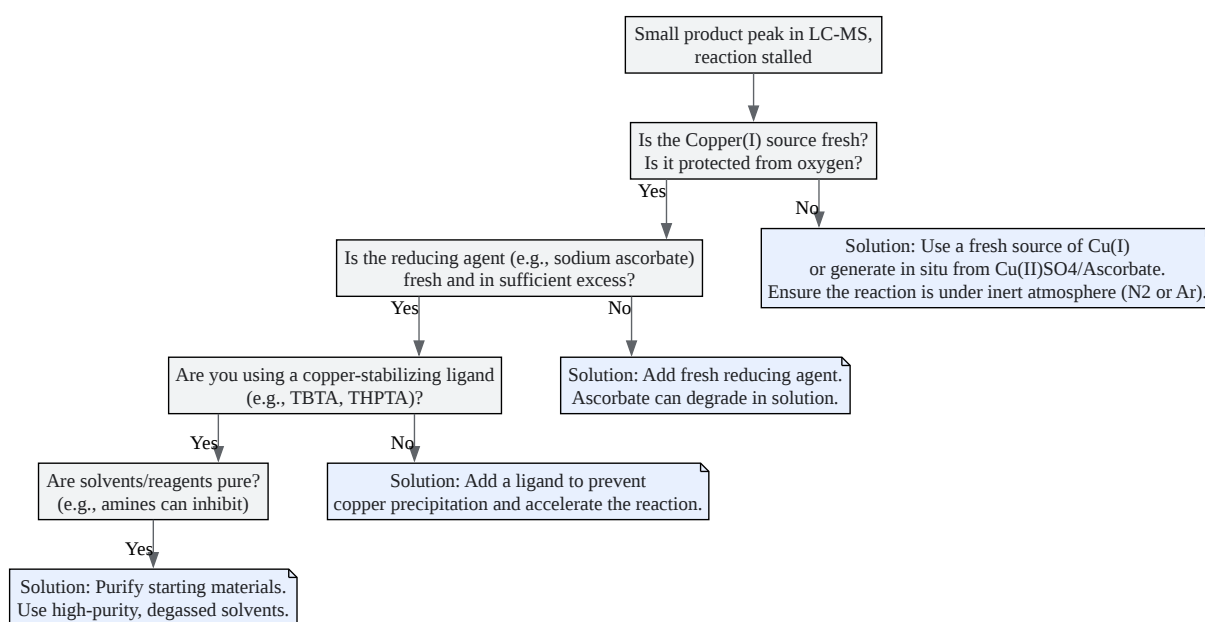 Small product peak in LC-MS,
reaction stalled
Is the Copper(I) source fresh?
Is it protected from oxygen?
Yes
No
Solution: Use a fresh source of Cu(I)
or generate in situ from Cu(II)SO4/Ascorbate.
Ensure the reaction is under inert atmosphere (N2 or Ar).
Is the reducing agent (e.g., sodium ascorbate)
fresh and in sufficient excess?
Yes
No
Are you using a copper-stabilizing ligand
(e.g., TBTA, THPTA)?
Solution: Add fresh reducing agent.
Ascorbate can degrade in solution.
Yes
No
Are solvents/reagents pure?
(e.g., amines can inhibit)
Solution: Add a ligand to prevent
copper precipitation and accelerate the reaction.
Yes
Solution: Purify starting materials.
Use high-purity, degassed solvents.